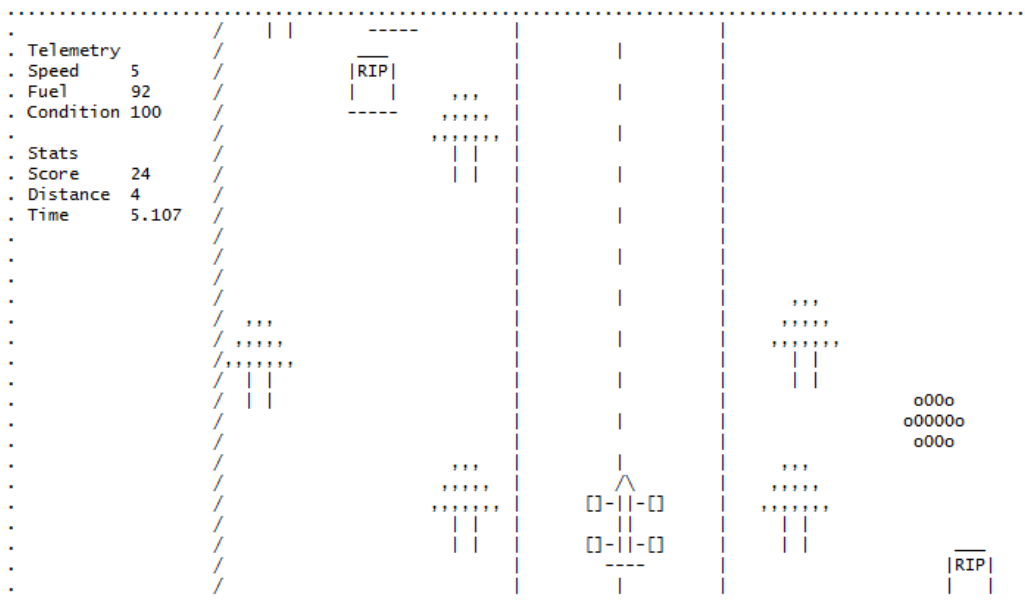 Telemetry
Speed 5
Fuel 92
Condition 100
Stats
Score 24
Distance 4
Time 5.107
RIP
RIP